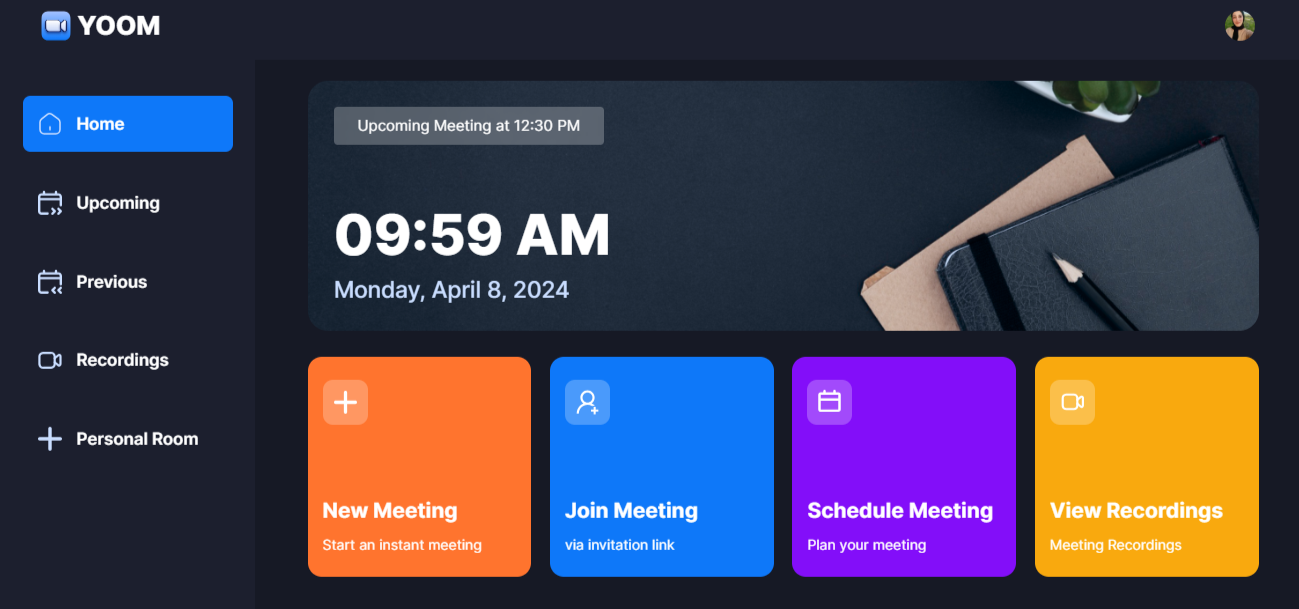 YOOM
Home
Upcoming
Previous
Recordings
Personal Room
Upcoming Meeting at 12:30 PM
09:59 AM
Monday, April 8, 2024
New Meeting
Start an instant meeting
Join Meeting
via invitation link
Schedule Meeting
Plan your meeting
View Recordings
Meeting Recordings